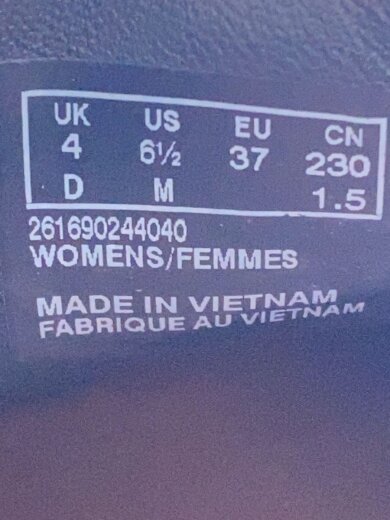 UK US EU CN
4 6½ 37 230
D M 1.5
261690244040
WOMENS/FEMMES
MADE IN VIETNAM
FABRIQUE AU VIETNAM